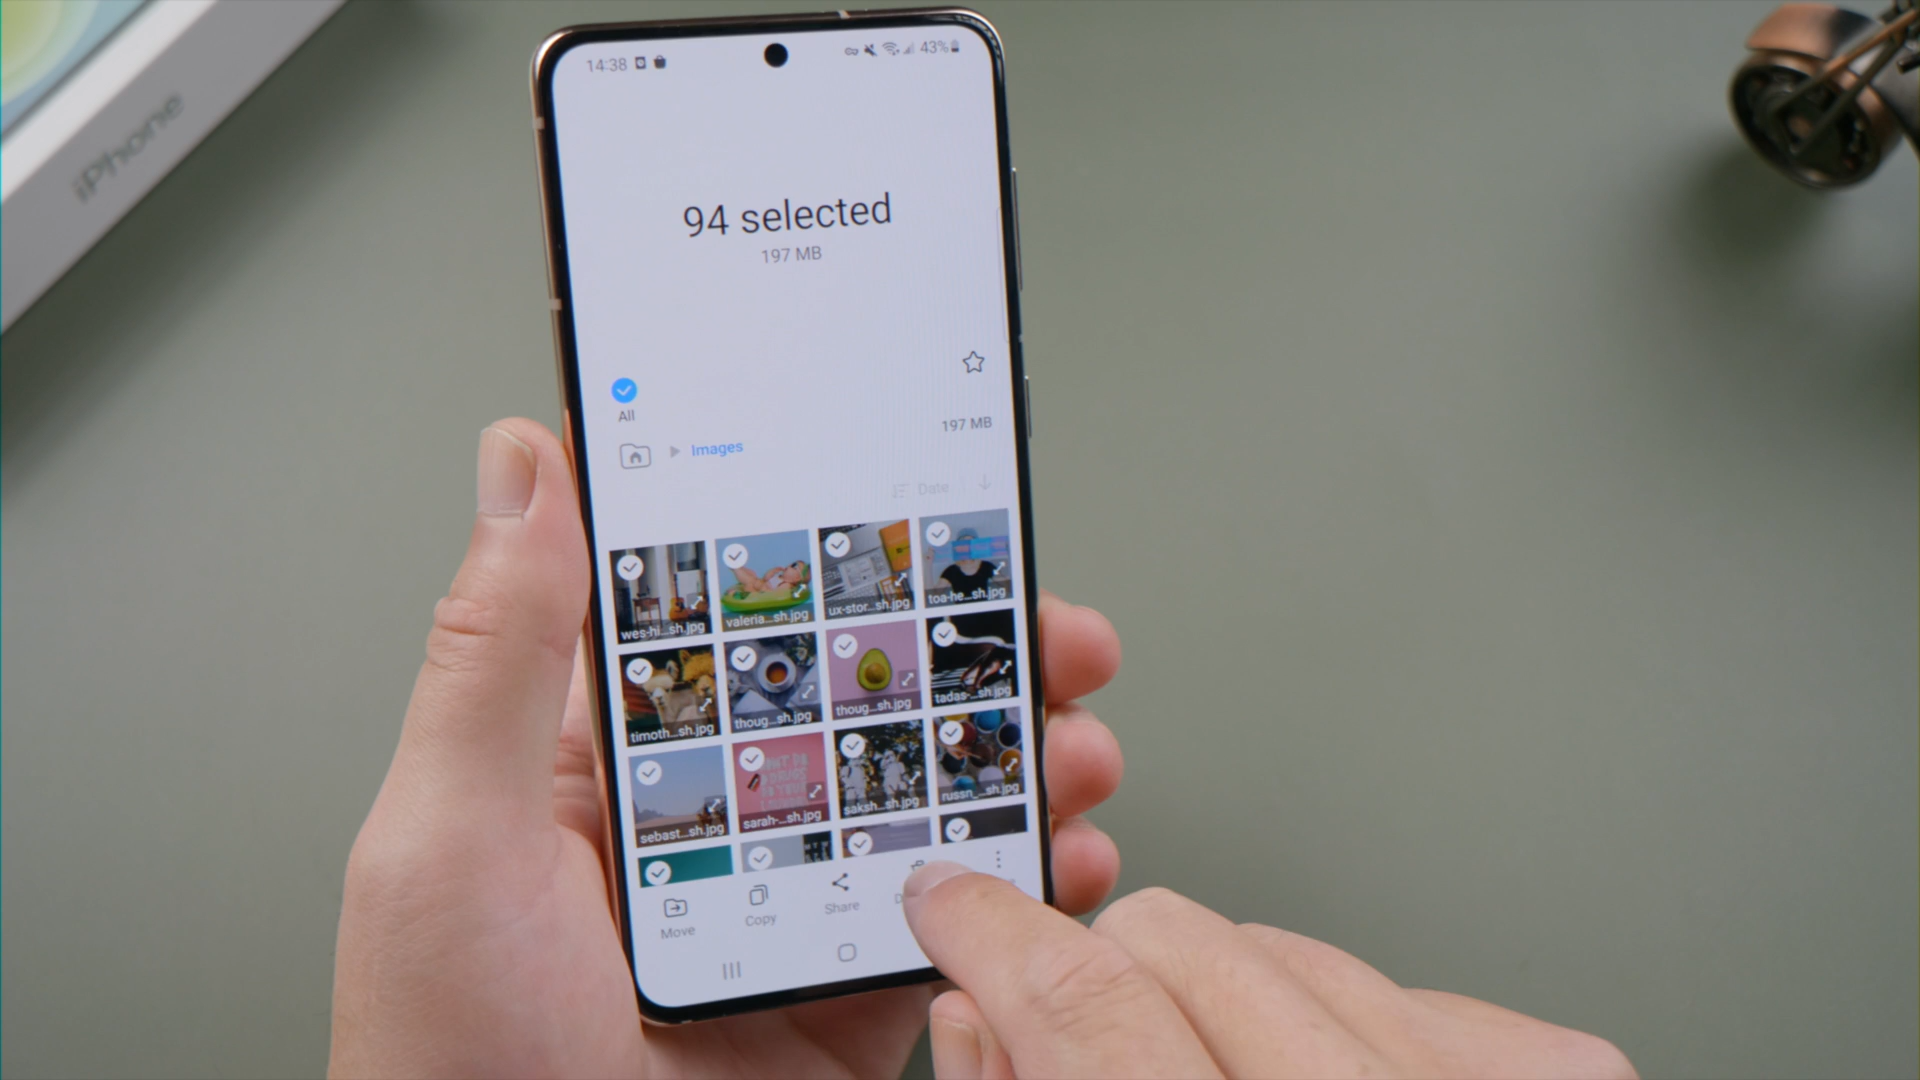 iPhone
14:38
43%
94 selected
197 MB
All
197 MB
Images
Date
wes-hi...sh.jpg
valeria...sh.jpg
ux-stor...sh.jpg
toa-he...sh.jpg
timoth...sh.jpg
thoug...sh.jpg
thoug...sh.jpg
tadas-...sh.jpg
sebast...sh.jpg
sarah-...sh.jpg
saksh...sh.jpg
russn_...sh.jpg
Move
Copy
Share